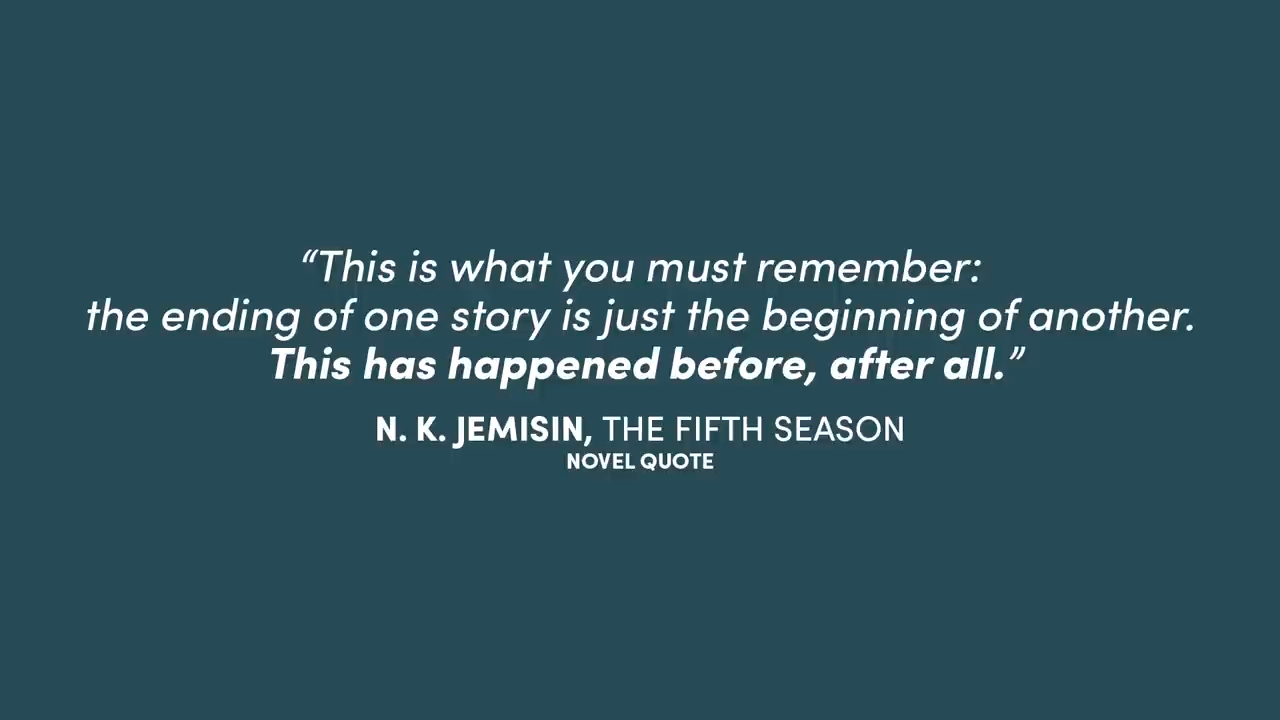 “This is what you must remember:
the ending of one story is just the beginning of another.
This has happened before, after all.”
N. K. JEMISIN, THE FIFTH SEASON
NOVEL QUOTE